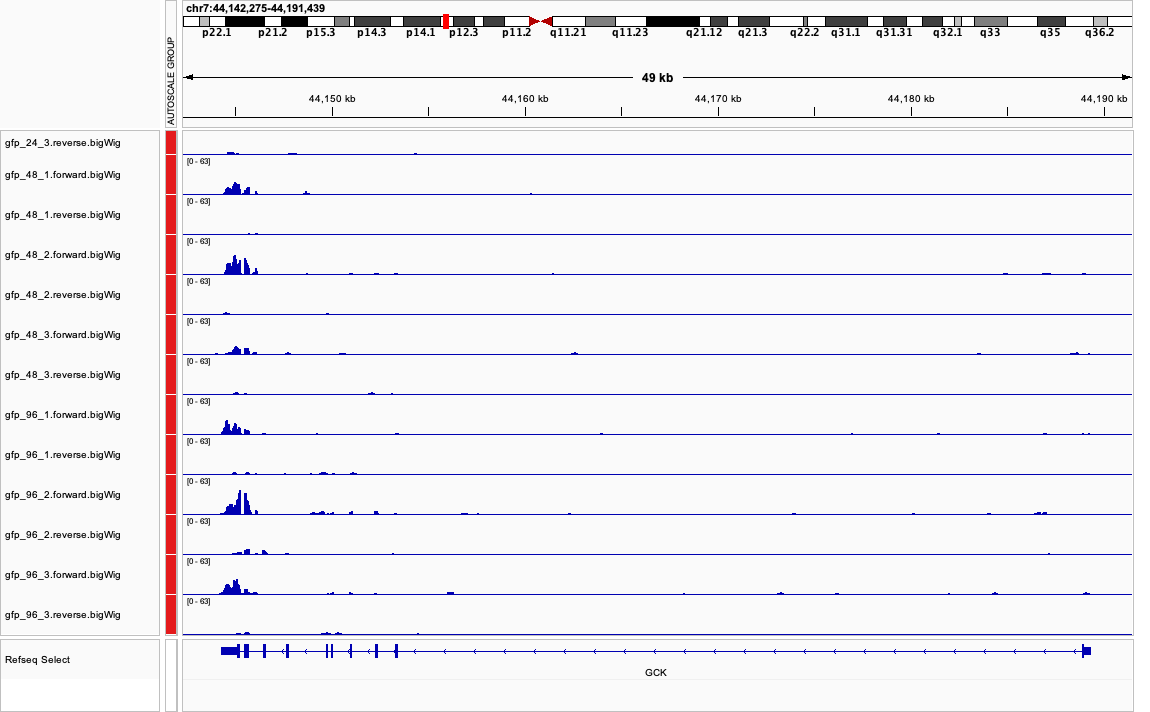 chr7:44,142,275-44,191,439
p22.1 p21.2 p15.3 p14.3 p14.1 p12.3 p11.2 q11.21 q11.23 q21.12 q21.3 q22.2 q31.1 q31.31 q32.1 q33 q35 q36.2
AUTOSCALE GROUP
49 kb
44,150 kb 44,160 kb 44,170 kb 44,180 kb 44,190 kb
gfp_24_3.reverse.bigWig
[0 - 63]
gfp_48_1.forward.bigWig
[0 - 63]
gfp_48_1.reverse.bigWig
[0 - 63]
gfp_48_2.forward.bigWig
[0 - 63]
gfp_48_2.reverse.bigWig
[0 - 63]
gfp_48_3.forward.bigWig
[0 - 63]
gfp_48_3.reverse.bigWig
[0 - 63]
gfp_96_1.forward.bigWig
[0 - 63]
gfp_96_1.reverse.bigWig
[0 - 63]
gfp_96_2.forward.bigWig
[0 - 63]
gfp_96_2.reverse.bigWig
[0 - 63]
gfp_96_3.forward.bigWig
[0 - 63]
gfp_96_3.reverse.bigWig
Refseq Select
GCK